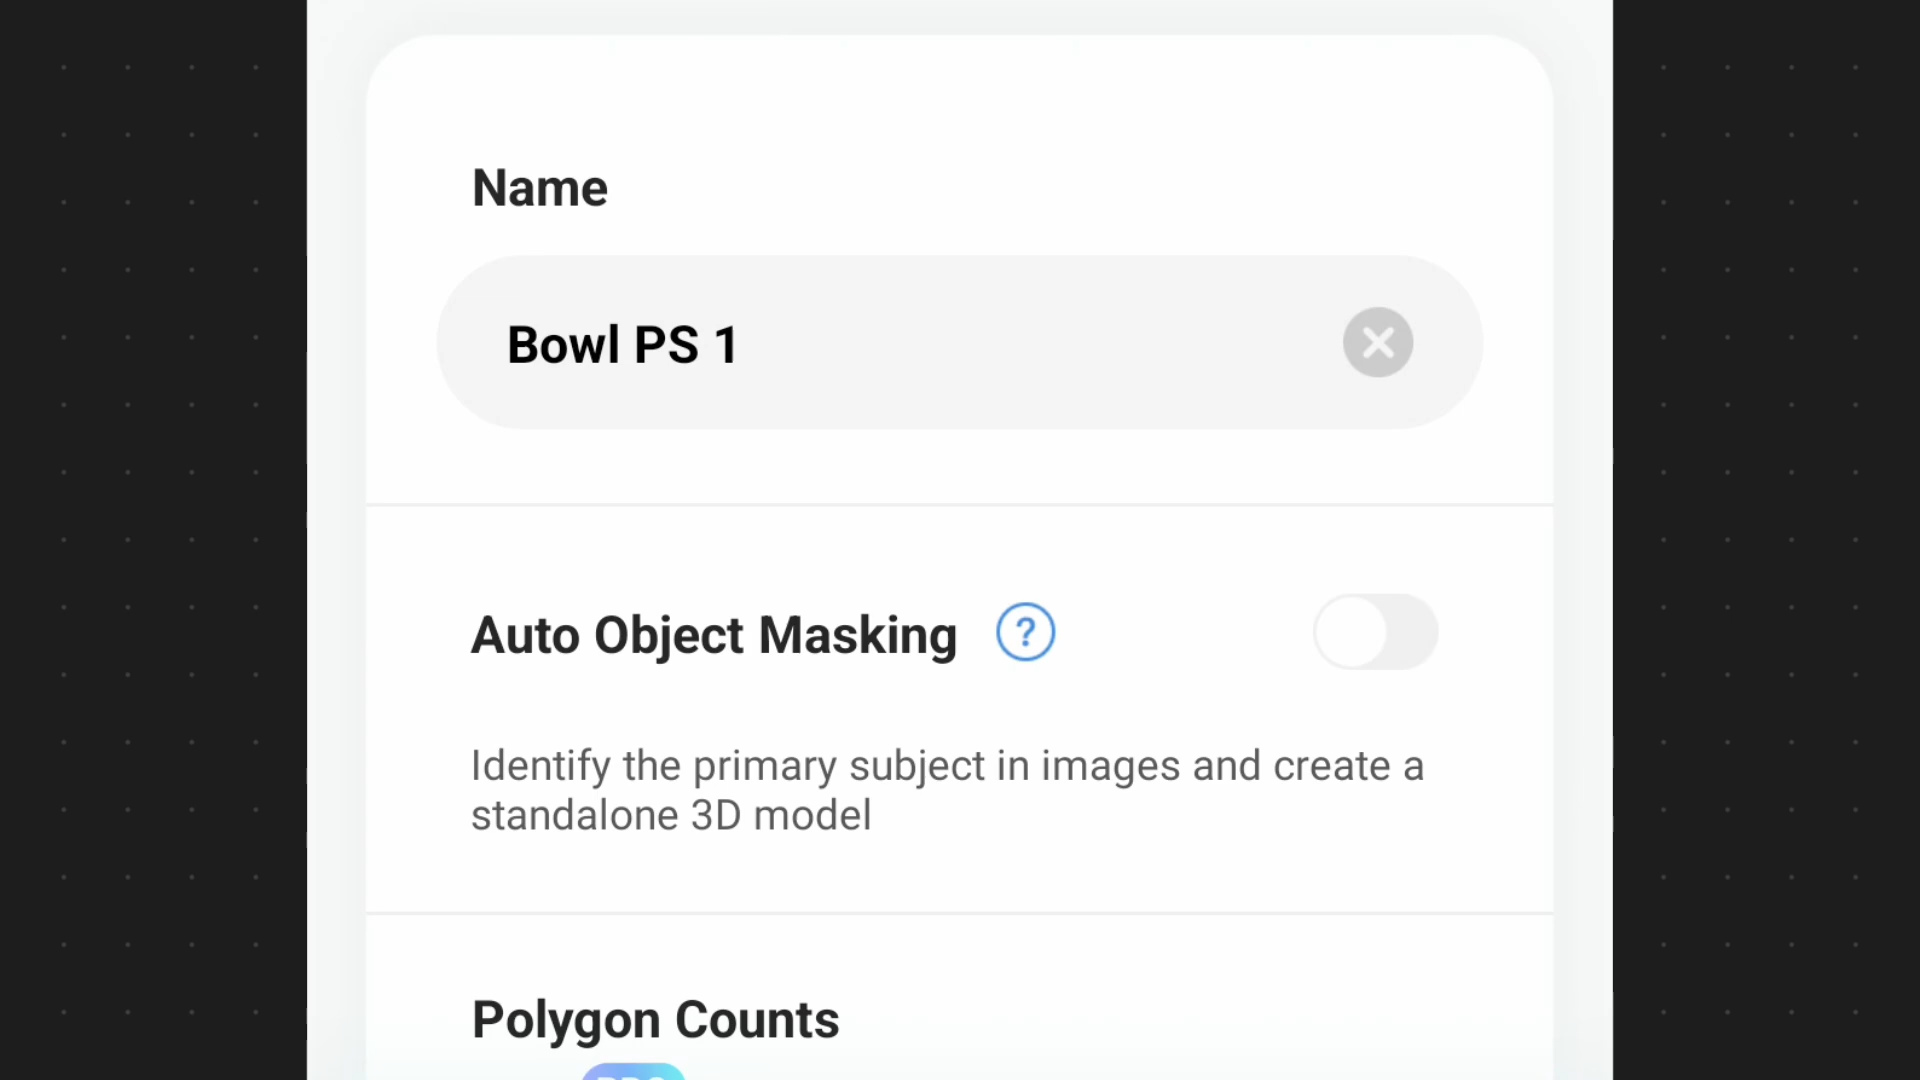 Name
Bowl PS 1
Auto Object Masking ?
Identify the primary subject in images and create a
standalone 3D model
Polygon Counts